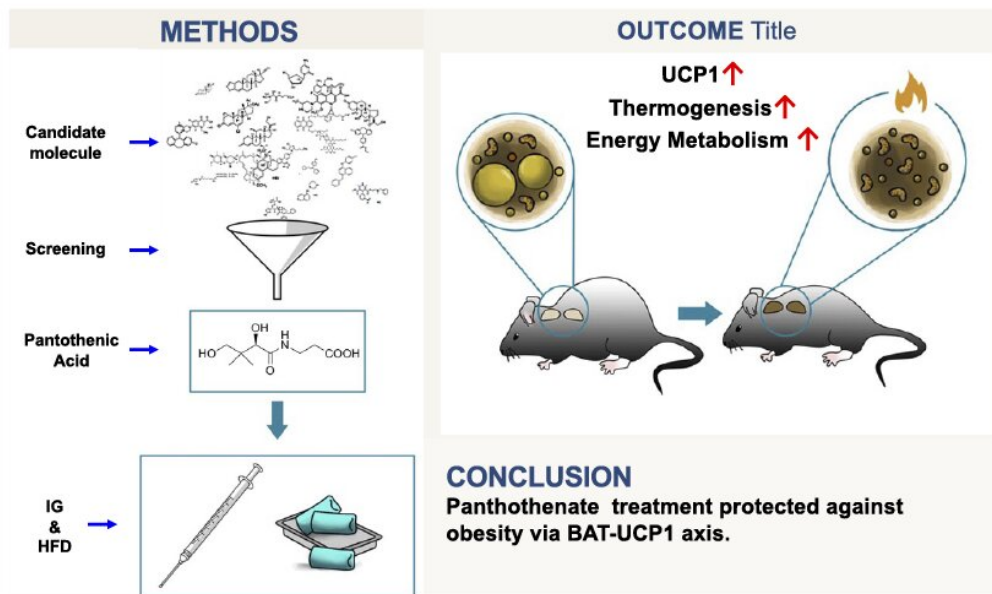 METHODS
Candidate
molecule
Screening
Pantothenic
Acid
OH
HO
H
N
O
COOH
IG
&
HFD
OUTCOME Title
UCP1↑
Thermogenesis↑
Energy Metabolism ↑
CONCLUSION
Panthothenate treatment protected against
obesity via BAT-UCP1 axis.